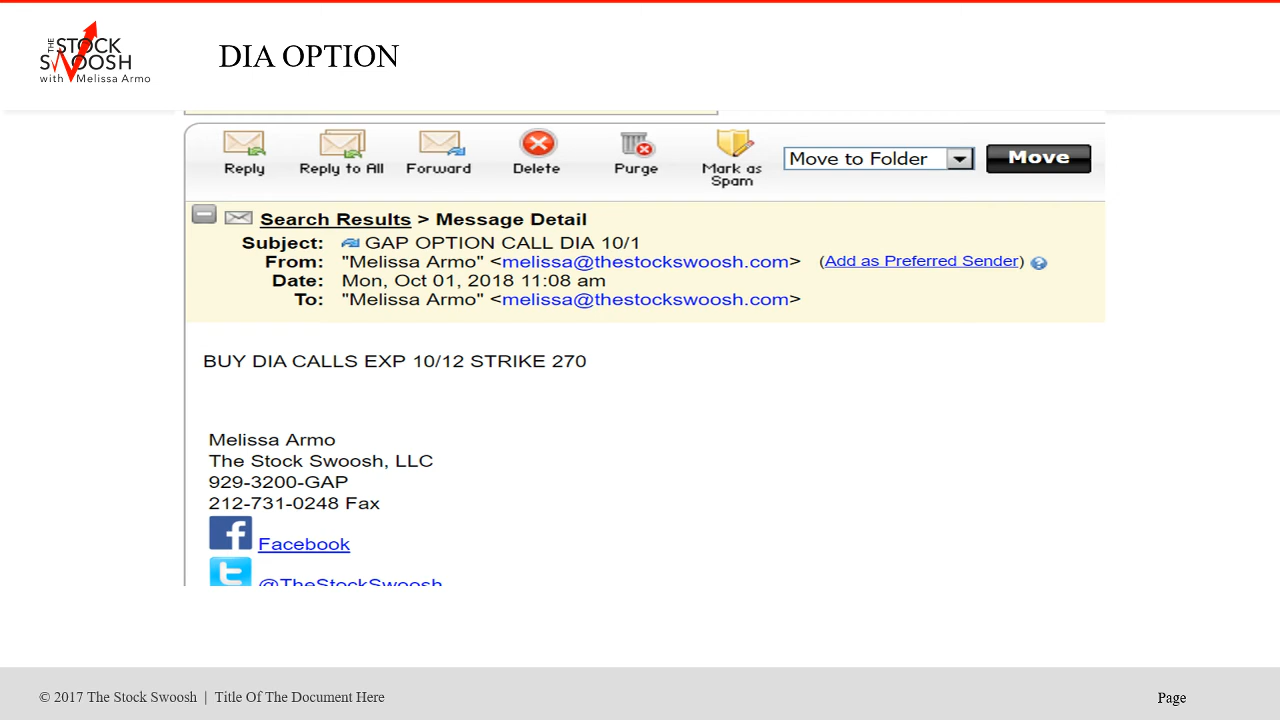 THE
STOCK
SWOOSH
with Melissa Armo
DIA OPTION
Reply
Reply to All
Forward
Delete
Purge
Mark as
Spam
Move to Folder
Move
Search Results > Message Detail
Subject: GAP OPTION CALL DIA 10/1
From: "Melissa Armo" <melissa@thestockswoosh.com> (Add as Preferred Sender) ?
Date: Mon, Oct 01, 2018 11:08 am
To: "Melissa Armo" <melissa@thestockswoosh.com>
BUY DIA CALLS EXP 10/12 STRIKE 270
Melissa Armo
The Stock Swoosh, LLC
929-3200-GAP
212-731-0248 Fax
Facebook
@TheStockSwoosh
© 2017 The Stock Swoosh | Title Of The Document Here
Page